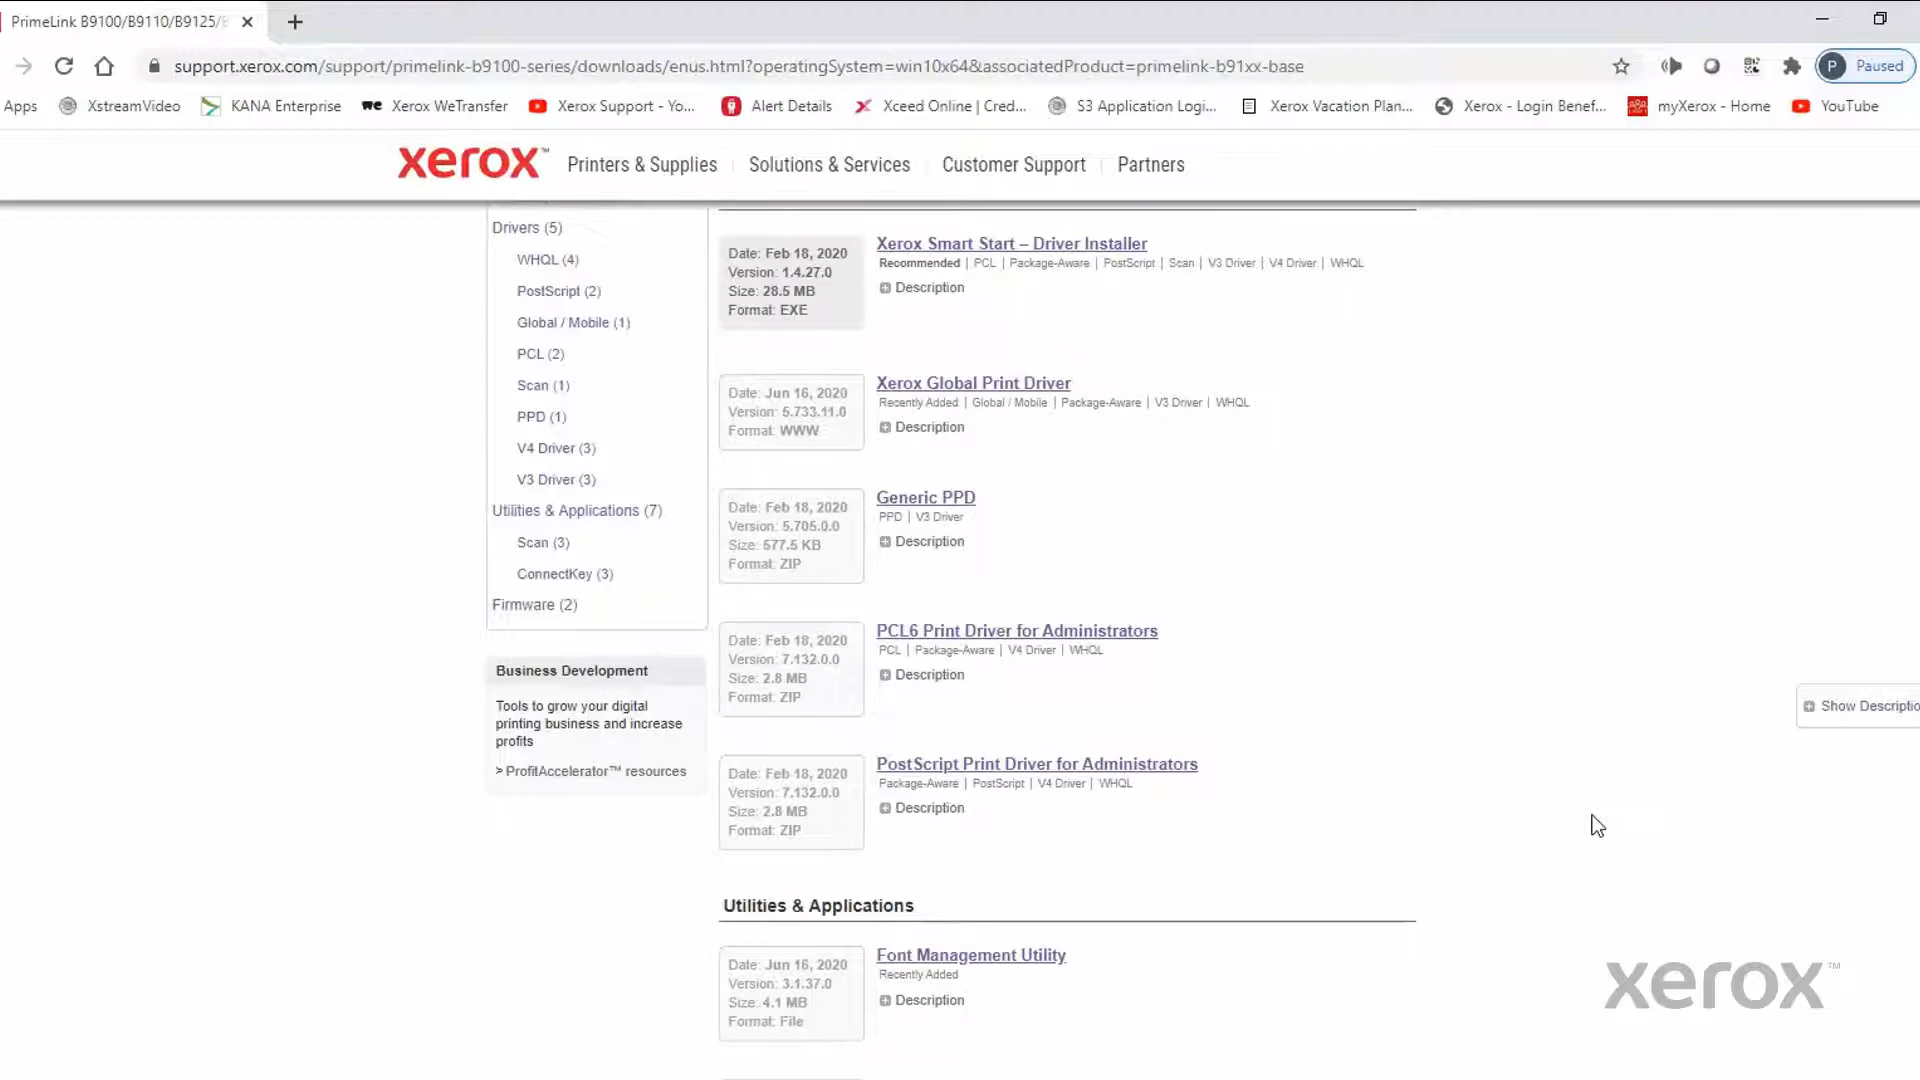 PrimeLink B9100/B9110/B9125/
support.xerox.com/support/primelink-b9100-series/downloads/enus.html?operatingSystem=win10x64&associatedProduct=primelink-b91xx-base
P Paused
Apps XstreamVideo KANA Enterprise we Xerox WeTransfer Xerox Support - Yo... Alert Details Xceed Online | Cred... S3 Application Logi... Xerox Vacation Plan... Xerox - Login Benef... myXerox - Home YouTube
xerox™ Printers & Supplies Solutions & Services Customer Support Partners
Drivers (5)
WHQL (4)
PostScript (2)
Global / Mobile (1)
PCL (2)
Scan (1)
PPD (1)
V4 Driver (3)
V3 Driver (3)
Utilities & Applications (7)
Scan (3)
ConnectKey (3)
Firmware (2)
Business Development
Tools to grow your digital
printing business and increase
profits
> ProfitAccelerator™ resources
Date: Feb 18, 2020
Version: 1.4.27.0
Size: 28.5 MB
Format: EXE
Xerox Smart Start – Driver Installer
Recommended | PCL | Package-Aware | PostScript | Scan | V3 Driver | V4 Driver | WHQL
Description
Date: Jun 16, 2020
Version: 5.733.11.0
Format: WWW
Xerox Global Print Driver
Recently Added | Global / Mobile | Package-Aware | V3 Driver | WHQL
Description
Date: Feb 18, 2020
Version: 5.705.0.0
Size: 577.5 KB
Format: ZIP
Generic PPD
PPD | V3 Driver
Description
Date: Feb 18, 2020
Version: 7.132.0.0
Size: 2.8 MB
Format: ZIP
PCL6 Print Driver for Administrators
PCL | Package-Aware | V4 Driver | WHQL
Description
Date: Feb 18, 2020
Version: 7.132.0.0
Size: 2.8 MB
Format: ZIP
PostScript Print Driver for Administrators
Package-Aware | PostScript | V4 Driver | WHQL
Description
Show Descriptio
Utilities & Applications
Date: Jun 16, 2020
Version: 3.1.37.0
Size: 4.1 MB
Format: File
Font Management Utility
Recently Added
Description
xerox™